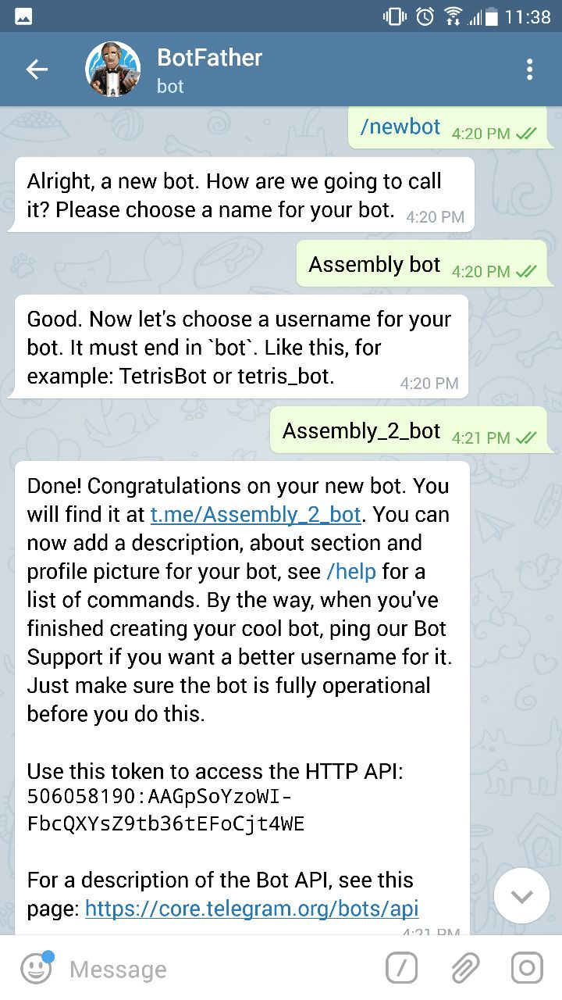 11:38
BotFather
bot
/newbot 4:20 PM
Alright, a new bot. How are we going to call
it? Please choose a name for your bot. 4:20 PM
Assembly bot 4:20 PM
Good. Now let's choose a username for your
bot. It must end in `bot`. Like this, for
example: TetrisBot or tetris_bot. 4:20 PM
Assembly_2_bot 4:21 PM
Done! Congratulations on your new bot. You
will find it at t.me/Assembly_2_bot. You can
now add a description, about section and
profile picture for your bot, see /help for a
list of commands. By the way, when you've
finished creating your cool bot, ping our Bot
Support if you want a better username for it.
Just make sure the bot is fully operational
before you do this.
Use this token to access the HTTP API:
506058190:AAGpSoYzoWI-
FbcQXYsZ9tb36tEFoCjt4WE
For a description of the Bot API, see this
page: https://core.telegram.org/bots/api
4:21 PM
Message